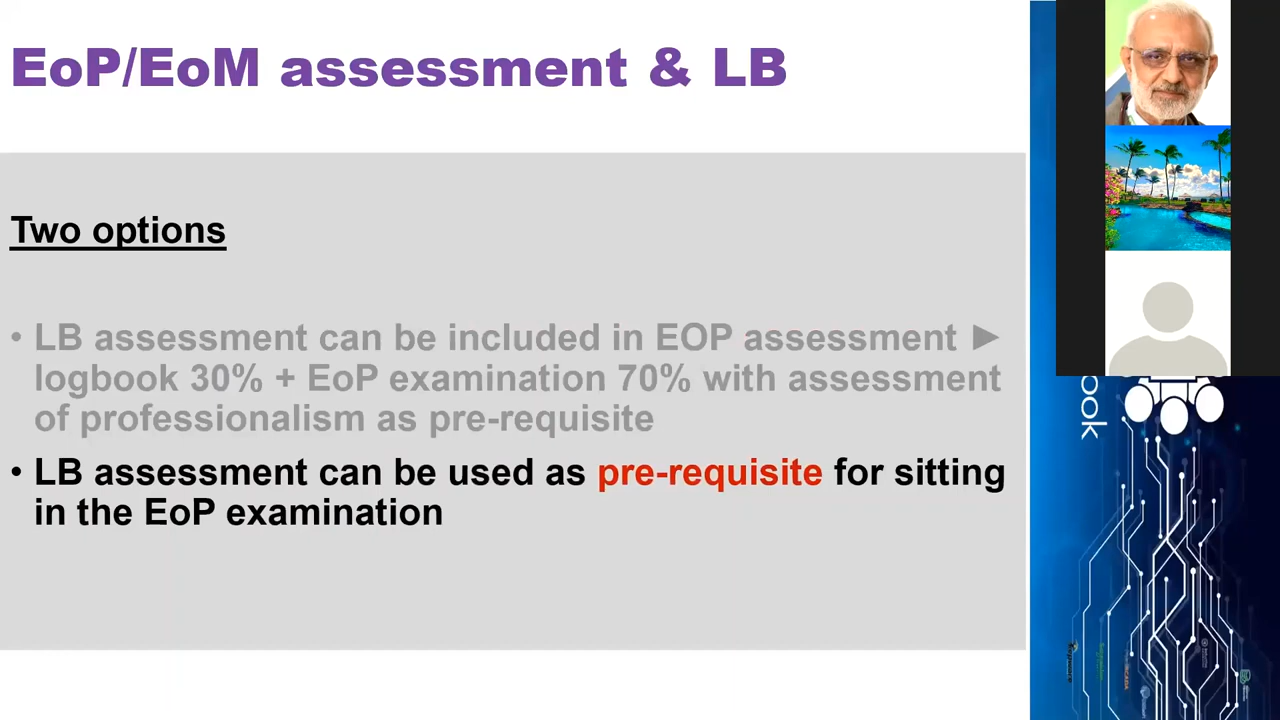 EoP/EoM assessment & LB
Two options
• LB assessment can be included in EOP assessment ►
logbook 30% + EoP examination 70% with assessment
of professionalism as pre-requisite
• LB assessment can be used as pre-requisite for sitting
in the EoP examination
ook